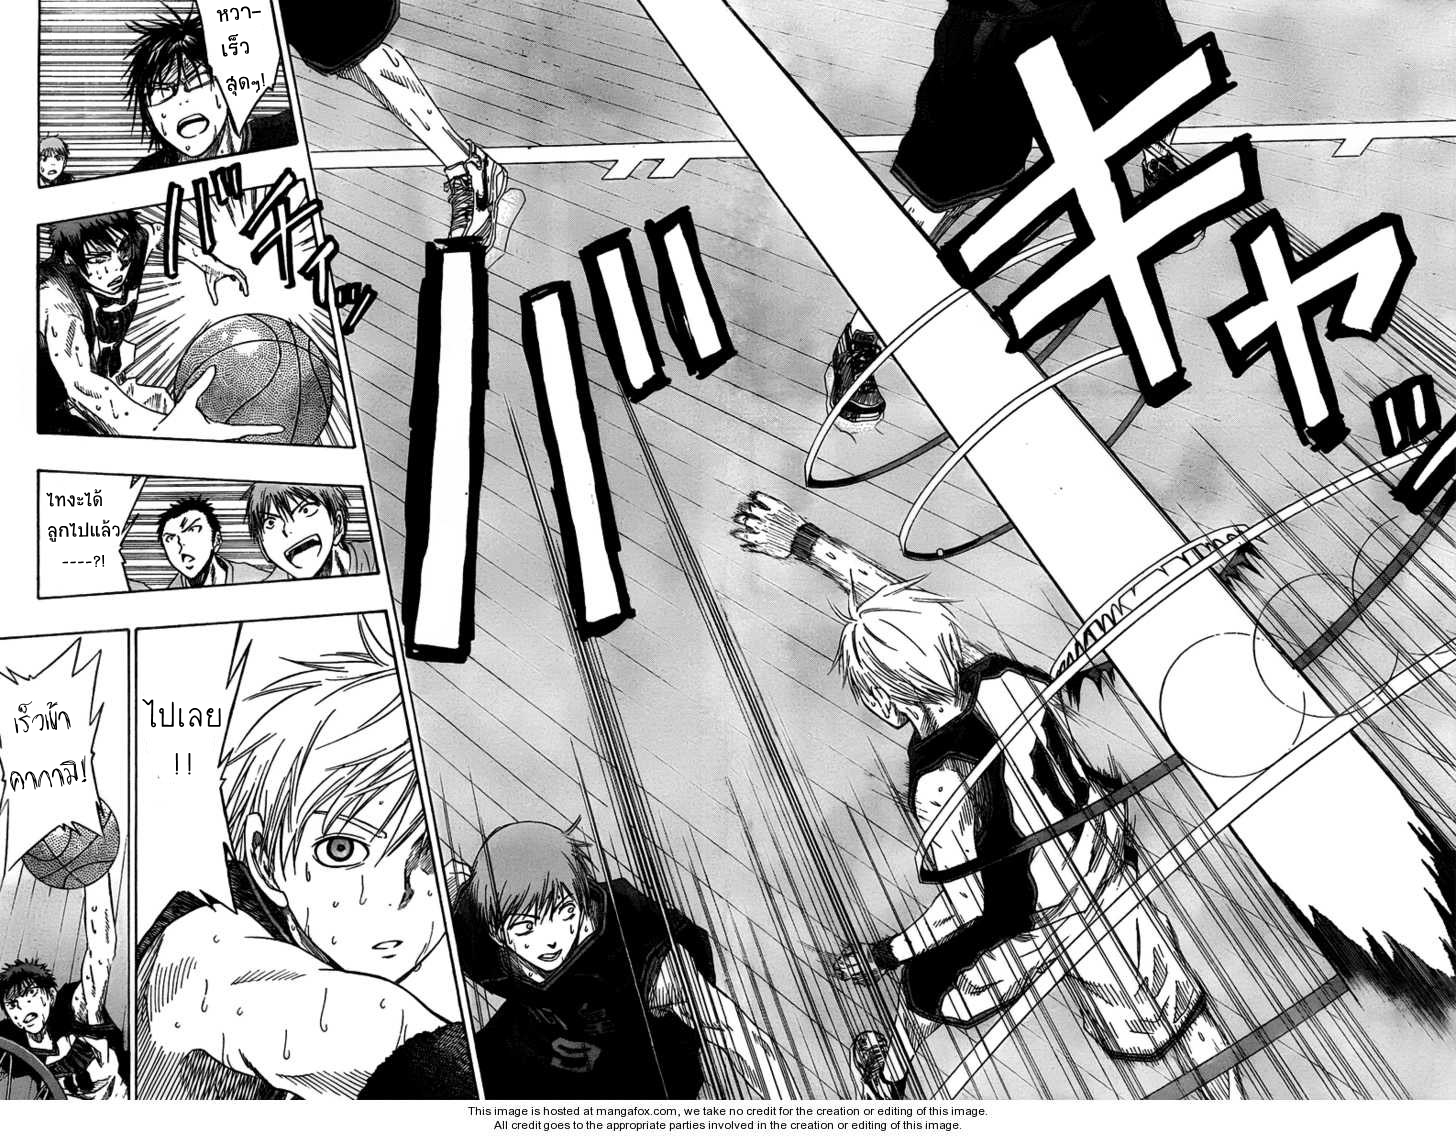 キャッ
バ
หวา-
เร็ว
สุดๆ!
バチィッ
ไทงะได้
ลูกไปแล้ว
----?!
ไปเลย
!!
เร็วเข้า
คากามิ!
This image is hosted at mangafox.com, we take no credit for the creation or editing of this image.
All credit goes to the appropriate parties involved in the creation or editing of this image.